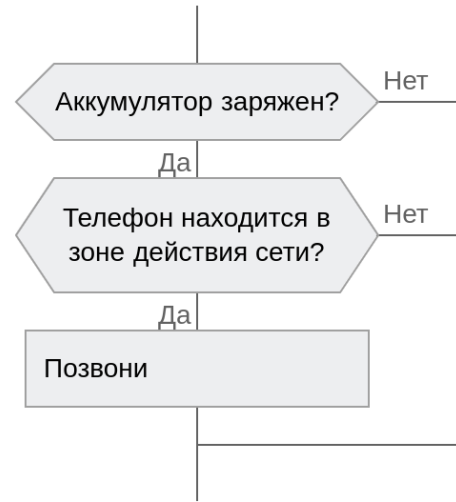 Аккумулятор заряжен?
Нет
Да
Телефон находится в
зоне действия сети?
Нет
Да
Позвони